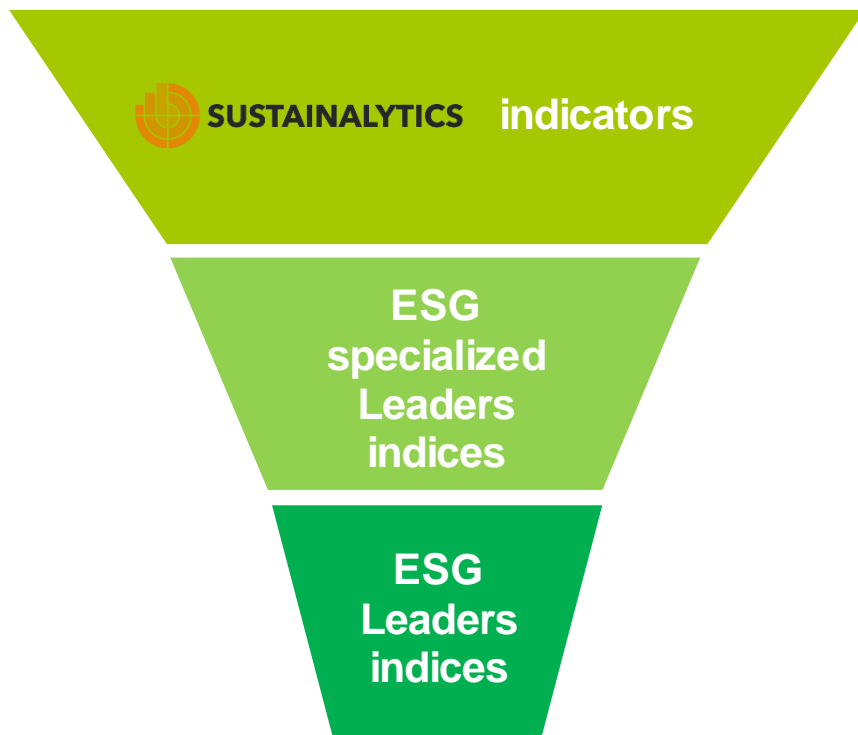 SUSTAINALYTICS indicators
ESG
specialized
Leaders
indices
ESG
Leaders
indices